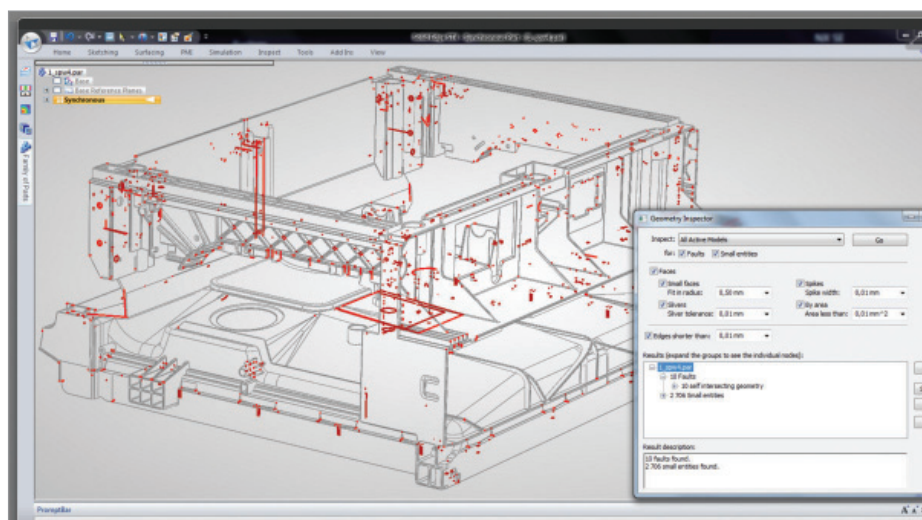 Home Sketching Surfacing PMI Simulation Inspect Tools Add Ins View
1_spw4.par
Base
Base Reference Planes
Synchronous
Family of Parts
Geometry Inspector
Inspect: All Active Models Go
For: Faults Small entities
Faces
Small faces Spikes
Fit in radius: 0,50 mm Spike width: 0,01 mm
Slivers By area
Sliver tolerance: 0,01 mm Area less than: 0,01 mm^2
Edges shorter than: 0,01 mm
Results (expand the groups to see the individual nodes):
1_spw4.par
10 Faults
10 self intersecting geometry
2 706 Small entities
Result description:
10 faults found.
2 706 small entities found.
PromptBar